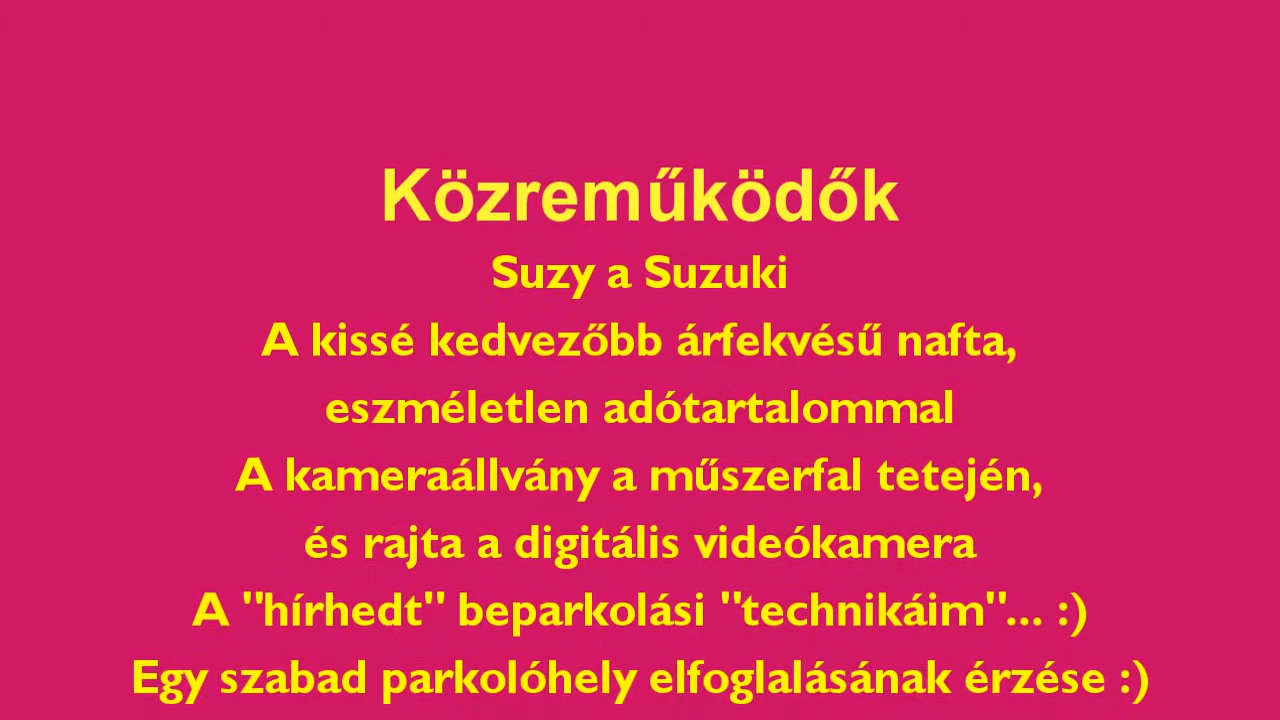 Közreműködők
Suzy a Suzuki
A kissé kedvezőbb árfekvésű nafta,
eszméletlen adótartalommal
A kameraállvány a műszerfal tetején,
és rajta a digitális videókamera
A "hírhedt" beparkolási "technikáim"... :)
Egy szabad parkolóhely elfoglalásának érzése :)